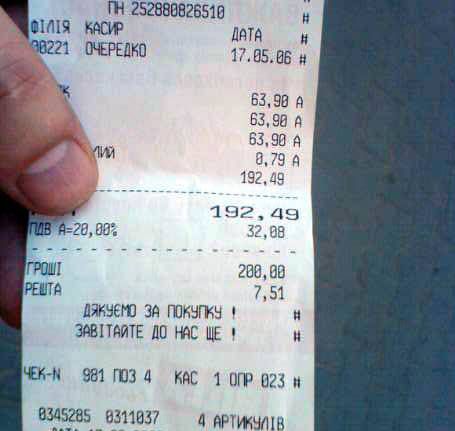 ПН 252880826510 #
ФІЛІЯ КАСИР ДАТА #
00221 ОЧЕРЕДКО 17.05.06 #
63,90 А
63,90 А
63,90 А
0,79 А
192,49
192,49
ПДВ А=20,00% 32,08
ГРОШІ 200,00
РЕШТА 7,51
ДЯКУЄМО ЗА ПОКУПКУ ! #
ЗАВІТАЙТЕ ДО НАС ЩЕ ! #
ЧЕК-N 981 ПОЗ 4 КАС 1 ОПР 023 #
0345285 0311037 4 АРТИКУЛІВ